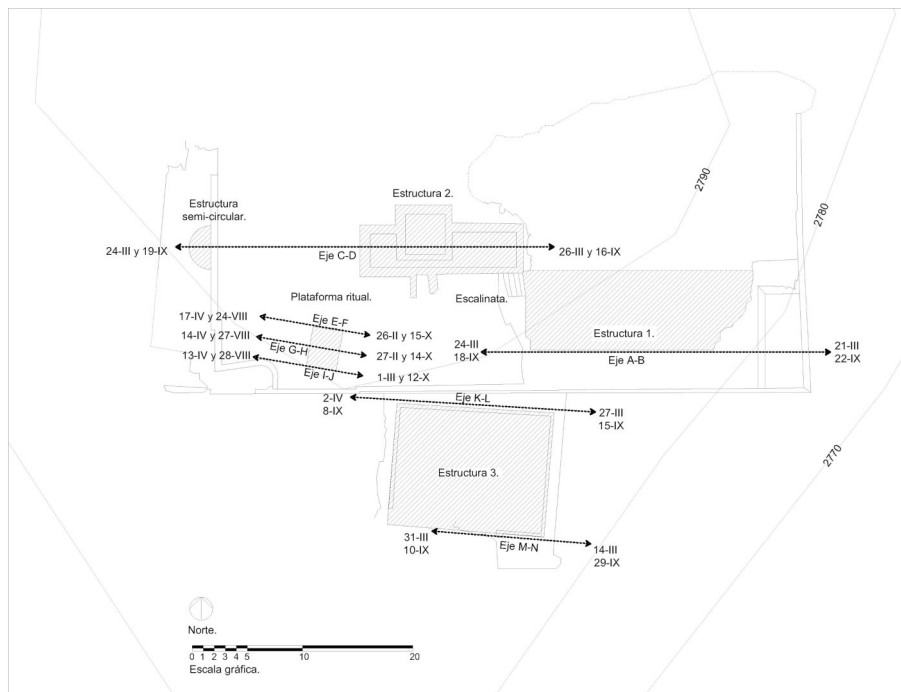 2790
2780
Estructura 2.
Estructura
semi-circular.
24-III y 19-IX
Eje C-D
26-III y 16-IX
Plataforma ritual.
Escalinata.
17-IV y 24-VIII
Eje E-F
26-II y 15-X
14-IV y 27-VIII
Eje G-H
27-II y 14-X
13-IV y 28-VIII
Eje I-J
1-III y 12-X
Estructura 1.
24-III
18-IX
Eje A-B
21-III
22-IX
2-IV
8-IX
Eje K-L
27-III
15-IX
2770
Estructura 3.
31-III
10-IX
Eje M-N
14-III
29-IX
Norte.
0 1 2 3 4 5 10 20
Escala gráfica.